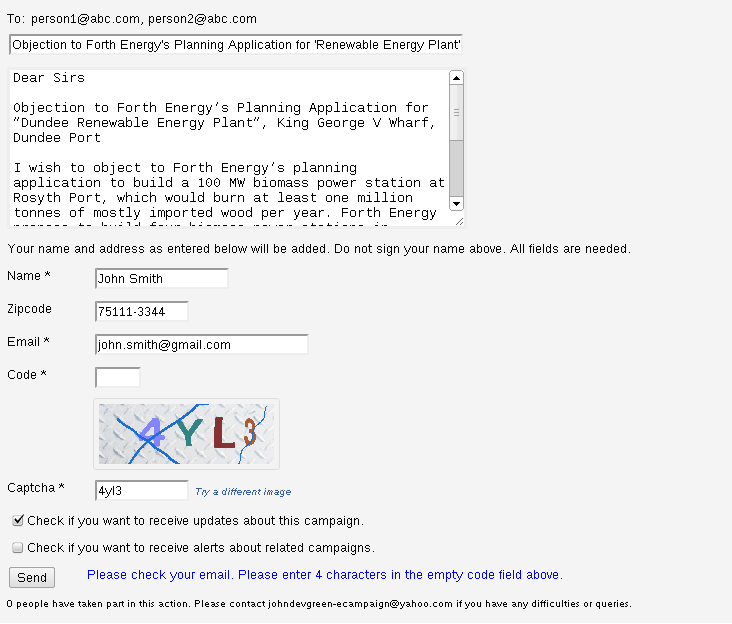 To: person1@abc.com, person2@abc.com
Objection to Forth Energy's Planning Application for 'Renewable Energy Plant'
Dear Sirs
Objection to Forth Energy’s Planning Application for
“Dundee Renewable Energy Plant”, King George V Wharf,
Dundee Port
I wish to object to Forth Energy’s planning
application to build a 100 MW biomass power station at
Rosyth Port, which would burn at least one million
tonnes of mostly imported wood per year. Forth Energy
propose to build four biomass power stations in
Your name and address as entered below will be added. Do not sign your name above. All fields are needed.
Name * John Smith
Zipcode 75111-3344
Email * john.smith@gmail.com
Code *
4YL3
Captcha * 4yl3 Try a different image
Check if you want to receive updates about this campaign.
Check if you want to receive alerts about related campaigns.
Send Please check your email. Please enter 4 characters in the empty code field above.
0 people have taken part in this action. Please contact johndevgreen-ecampaign@yahoo.com if you have any difficulties or queries.